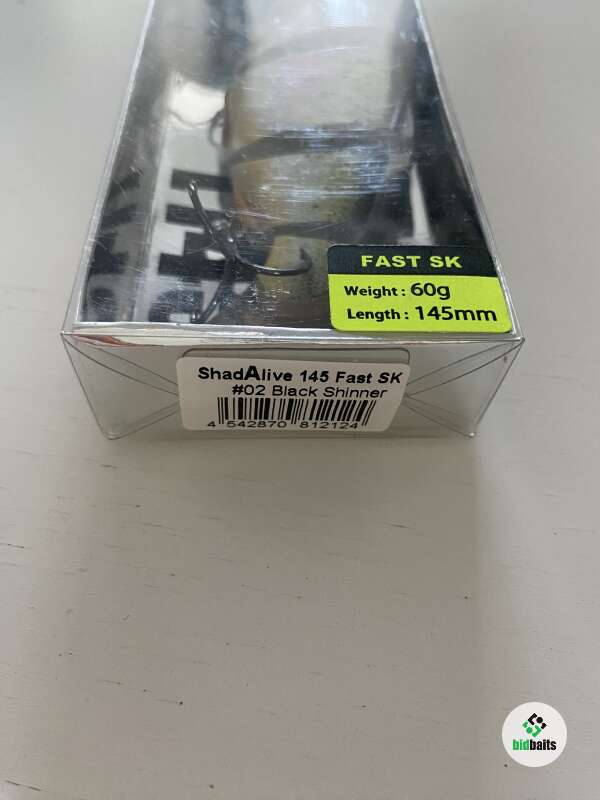 FAST SK
Weight : 60g
Length : 145mm
ShadAlive 145 Fast SK
#02 Black Shinner
4 542870 812124
bidbaits